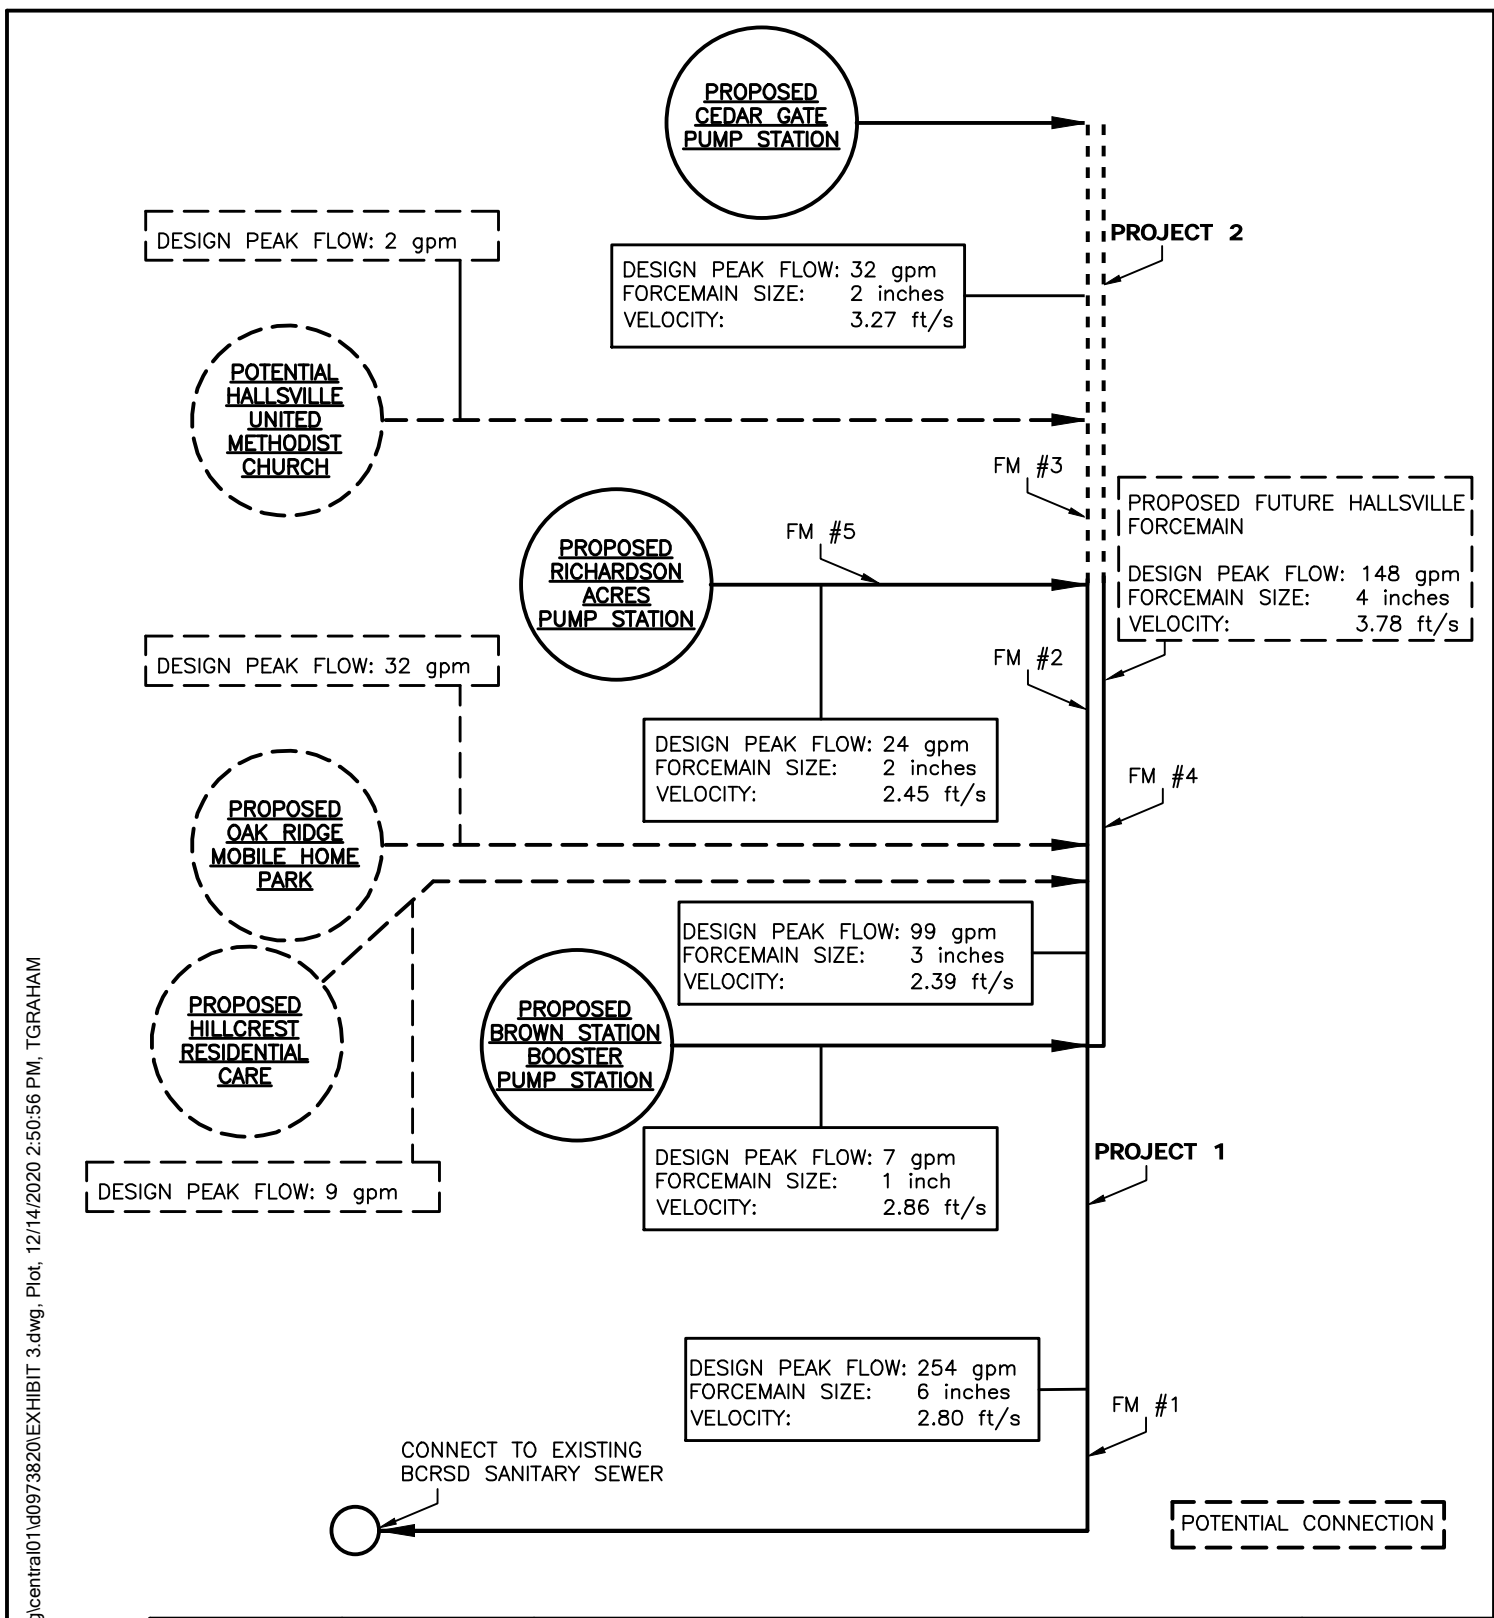 PROPOSED
CEDAR GATE
PUMP STATION
PROJECT 2
DESIGN PEAK FLOW: 2 gpm
DESIGN PEAK FLOW: 32 gpm
FORCEMAIN SIZE: 2 inches
VELOCITY: 3.27 ft/s
POTENTIAL
HALLSVILLE
UNITED
METHODIST
CHURCH
FM #3
PROPOSED FUTURE HALLSVILLE
FORCEMAIN
DESIGN PEAK FLOW: 148 gpm
FORCEMAIN SIZE: 4 inches
VELOCITY: 3.78 ft/s
FM #5
PROPOSED
RICHARDSON
ACRES
PUMP STATION
DESIGN PEAK FLOW: 32 gpm
FM #2
DESIGN PEAK FLOW: 24 gpm
FORCEMAIN SIZE: 2 inches
VELOCITY: 2.45 ft/s
FM #4
PROPOSED
OAK RIDGE
MOBILE HOME
PARK
DESIGN PEAK FLOW: 99 gpm
FORCEMAIN SIZE: 3 inches
VELOCITY: 2.39 ft/s
PROPOSED
HILLCREST
RESIDENTIAL
CARE
PROPOSED
BROWN STATION
BOOSTER
PUMP STATION
DESIGN PEAK FLOW: 9 gpm
DESIGN PEAK FLOW: 7 gpm
FORCEMAIN SIZE: 1 inch
VELOCITY: 2.86 ft/s
PROJECT 1
DESIGN PEAK FLOW: 254 gpm
FORCEMAIN SIZE: 6 inches
VELOCITY: 2.80 ft/s
FM #1
CONNECT TO EXISTING
BCRSD SANITARY SEWER
POTENTIAL CONNECTION
g\central01\d0973820\EXHIBIT 3.dwg, Plot, 12/14/2020 2:50:56 PM, TGRAHAM